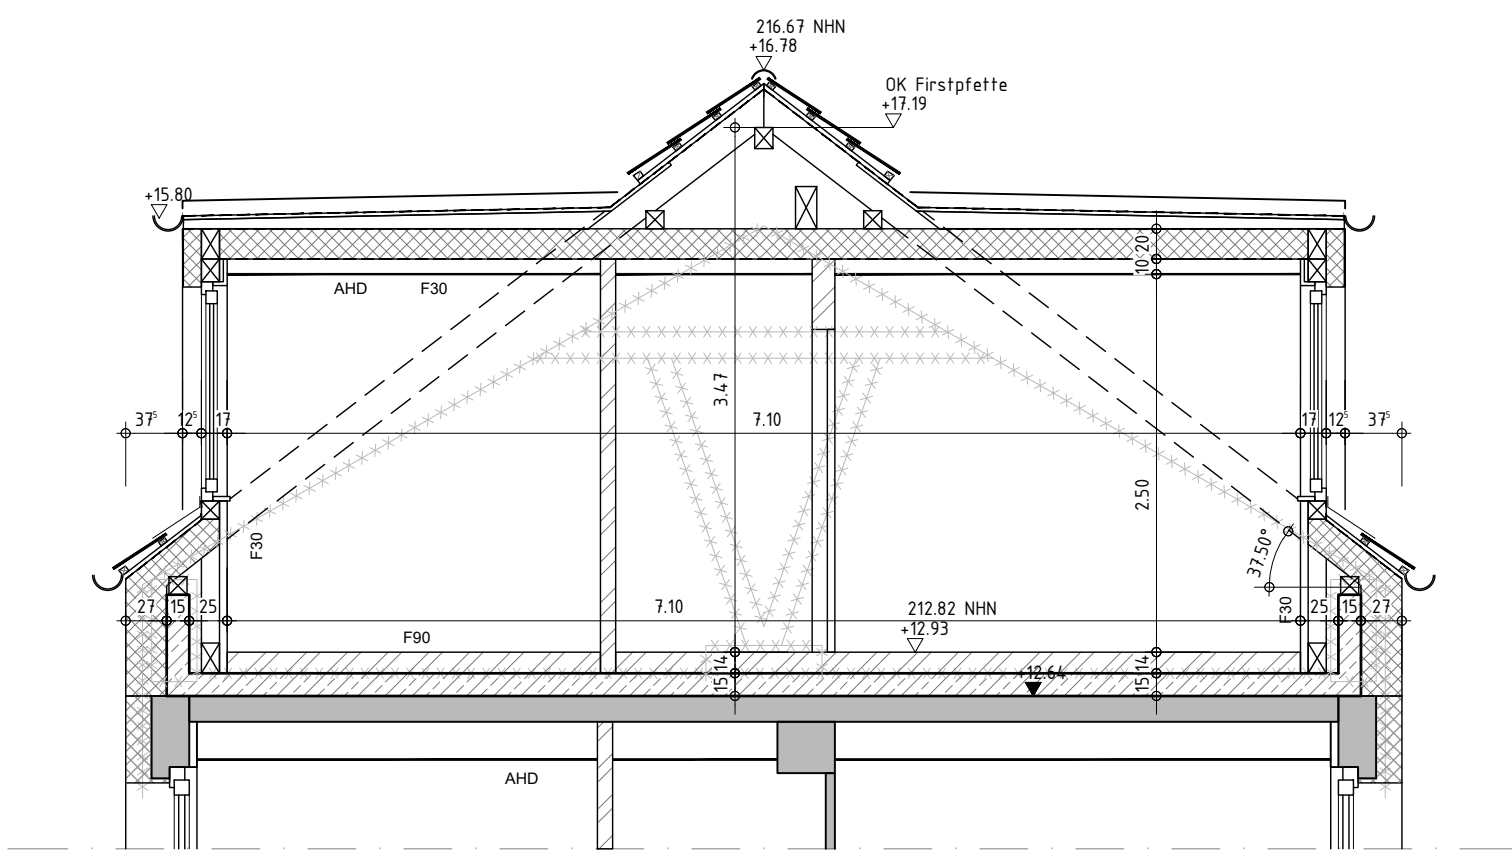 216.67 NHN
+16.78
OK Firstpfette
+17.19
+15.80
10 20
AHD F30
3.47
37⁵ 12⁵ 17
7.10
17 12⁵ 37⁵
2.50
F30
37.50°
27 15 25
7.10
212.82 NHN
+12.93
F30
25 15 27
F90
15 14
+12.64
15 14
AHD